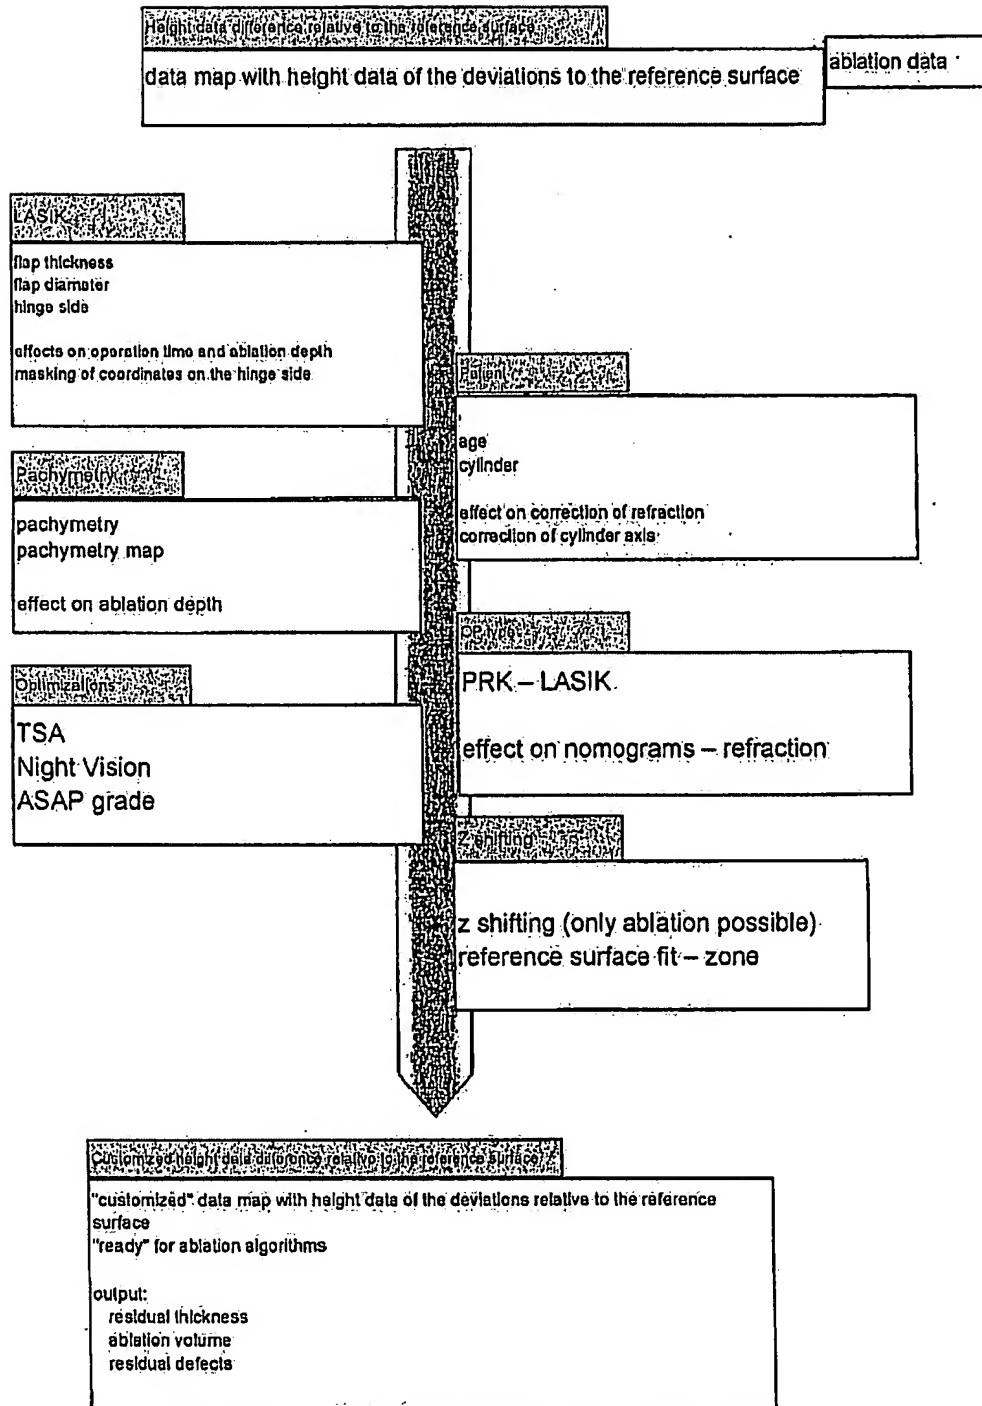 Height data difference relative to the reference surface
data map with height data of the deviations to the reference surface
ablation data
LASIK
flap thickness
flap diameter
hinge side
affects on operation time and ablation depth
masking of coordinates on the hinge side
Patient
age
cylinder
effect on correction of refraction
correction of cylinder axis
Pachymetry
pachymetry
pachymetry map
effect on ablation depth
OP type
PRK – LASIK
effect on nomograms – refraction
Optimizations
TSA
Night Vision
ASAP grade
Z shifting
z shifting (only ablation possible)
reference surface fit – zone
Customized height data difference relative to the reference surface
"customized" data map with height data of the deviations relative to the reference
surface
"ready" for ablation algorithms
output:
residual thickness
ablation volume
residual defects